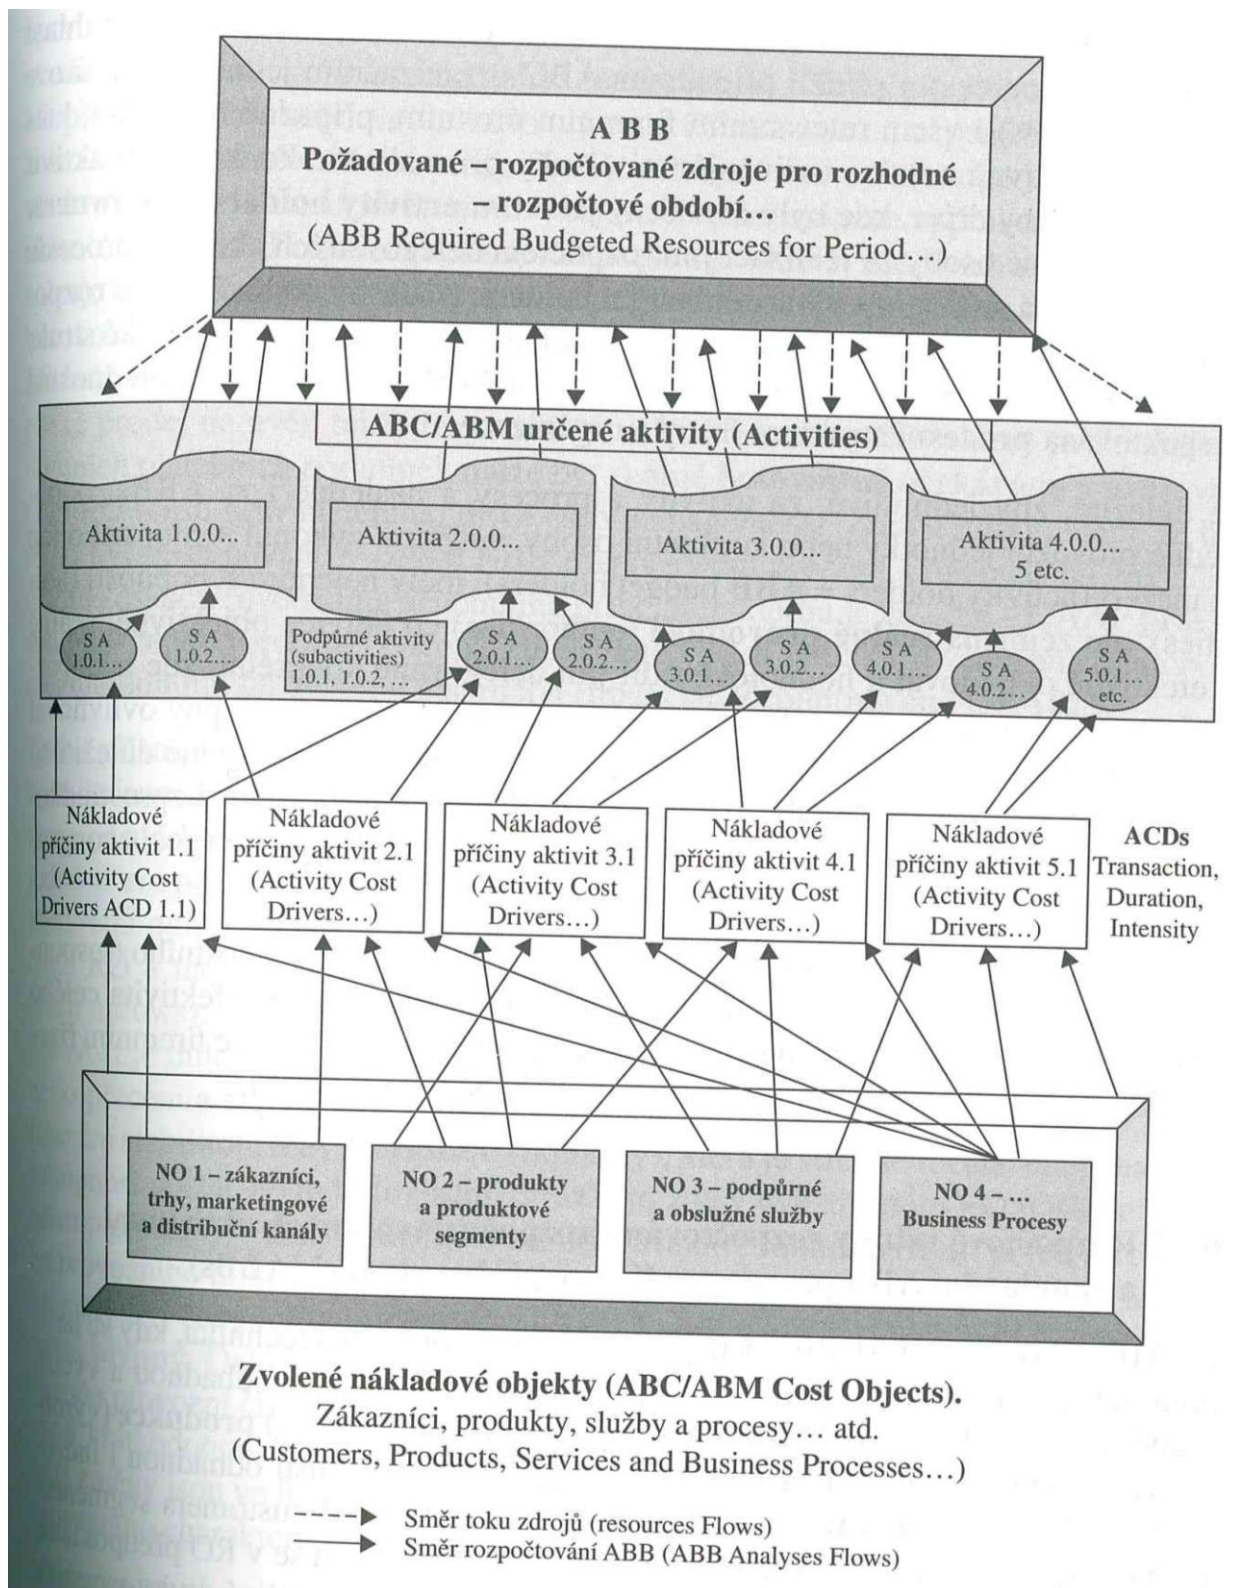 A B B
Požadované – rozpočtované zdroje pro rozhodné
– rozpočtové období…
(ABB Required Budgeted Resources for Period…)
ABC/ABM určené aktivity (Activities)
Aktivita 1.0.0...
Aktivita 2.0.0...
Aktivita 3.0.0...
Aktivita 4.0.0...
5 etc.
S A
1.0.1...
S A
1.0.2...
Podpůrné aktivity
(subactivities)
1.0.1, 1.0.2, …
S A
2.0.1...
S A
2.0.2...
S A
3.0.1...
S A
3.0.2...
S A
4.0.1...
S A
4.0.2...
S A
5.0.1...
etc.
Nákladové
příčiny aktivit 1.1
(Activity Cost
Drivers ACD 1.1)
Nákladové
příčiny aktivit 2.1
(Activity Cost
Drivers…)
Nákladové
příčiny aktivit 3.1
(Activity Cost
Drivers…)
Nákladové
příčiny aktivit 4.1
(Activity Cost
Drivers…)
Nákladové
příčiny aktivit 5.1
(Activity Cost
Drivers…)
ACDs
Transaction,
Duration,
Intensity
NO 1 – zákazníci,
trhy, marketingové
a distribuční kanály
NO 2 – produkty
a produktové
segmenty
NO 3 – podpůrné
a obslužné služby
NO 4 – …
Business Procesy
Zvolené nákladové objekty (ABC/ABM Cost Objects).
Zákazníci, produkty, služby a procesy… atd.
(Customers, Products, Services and Business Processes…)
Směr toku zdrojů (resources Flows)
Směr rozpočtování ABB (ABB Analyses Flows)